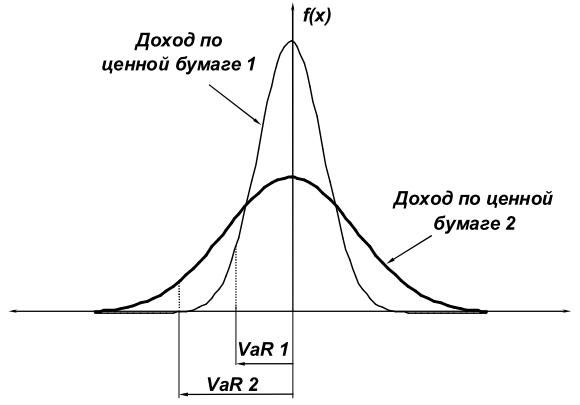 f(x)
Доход по
ценной бумаге 1
Доход по ценной
бумаге 2
VaR 1
VaR 2